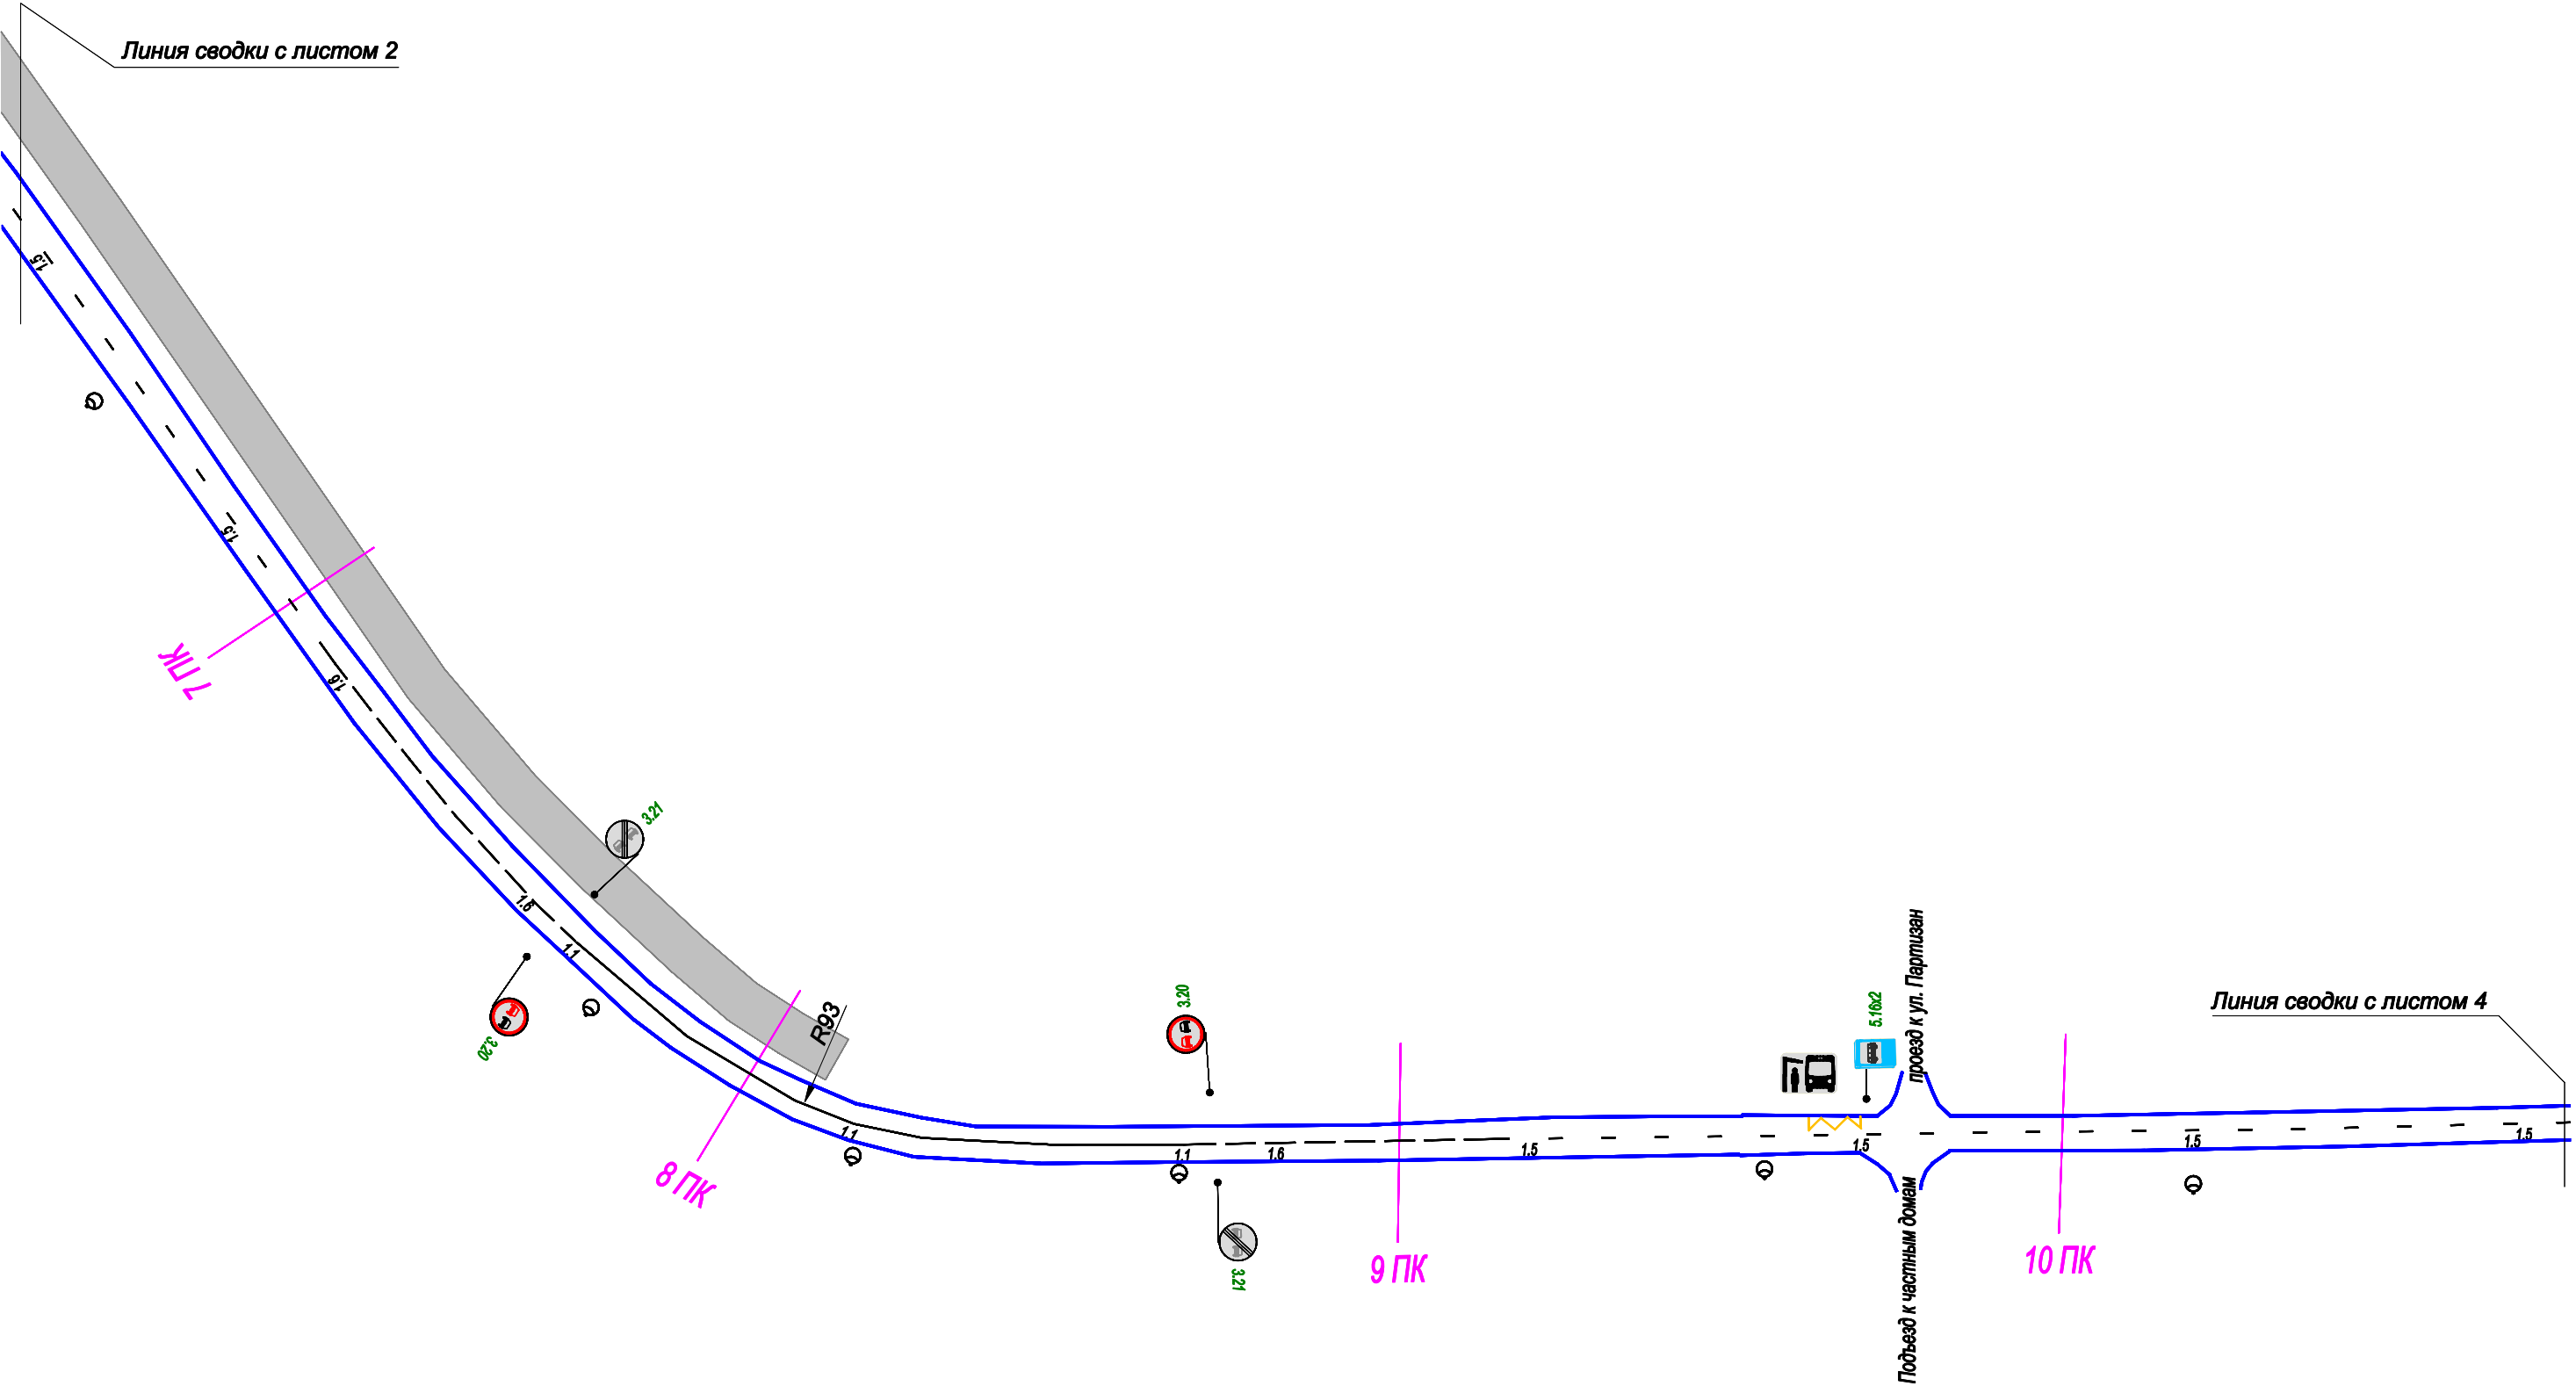 Линия сводки с листом 2
1.5
1.5
7 ПК
1.6
3.21
1.6
1.1
3.20
R93
8 ПК
1.1
3.20
1.1
1.6
3.21
9 ПК
1.5
5.16x2
проезд к ул. Партизан
1.5
Подъезд к частным домам
10 ПК
1.5
Линия сводки с листом 4
1.5